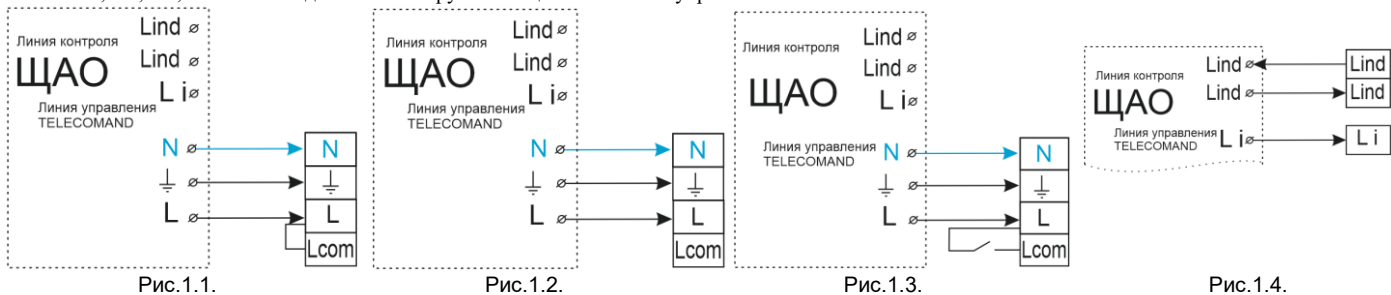 Lind
Линия контроля
Lind
ЩАО
L i
Линия управления
TELECOMAND
N
N
L
L
Lcom
Рис.1.1.
Lind
Линия контроля
Lind
ЩАО
L i
Линия управления
TELECOMAND
N
N
L
L
Lcom
Рис.1.2.
Lind
Линия контроля
Lind
ЩАО
L i
Линия управления
TELECOMAND
N
N
L
L
Lcom
Рис.1.3.
Lind
Lind
Линия контроля
ЩАО
Lind
Lind
Линия управления
TELECOMAND
L i
L i
Рис.1.4.